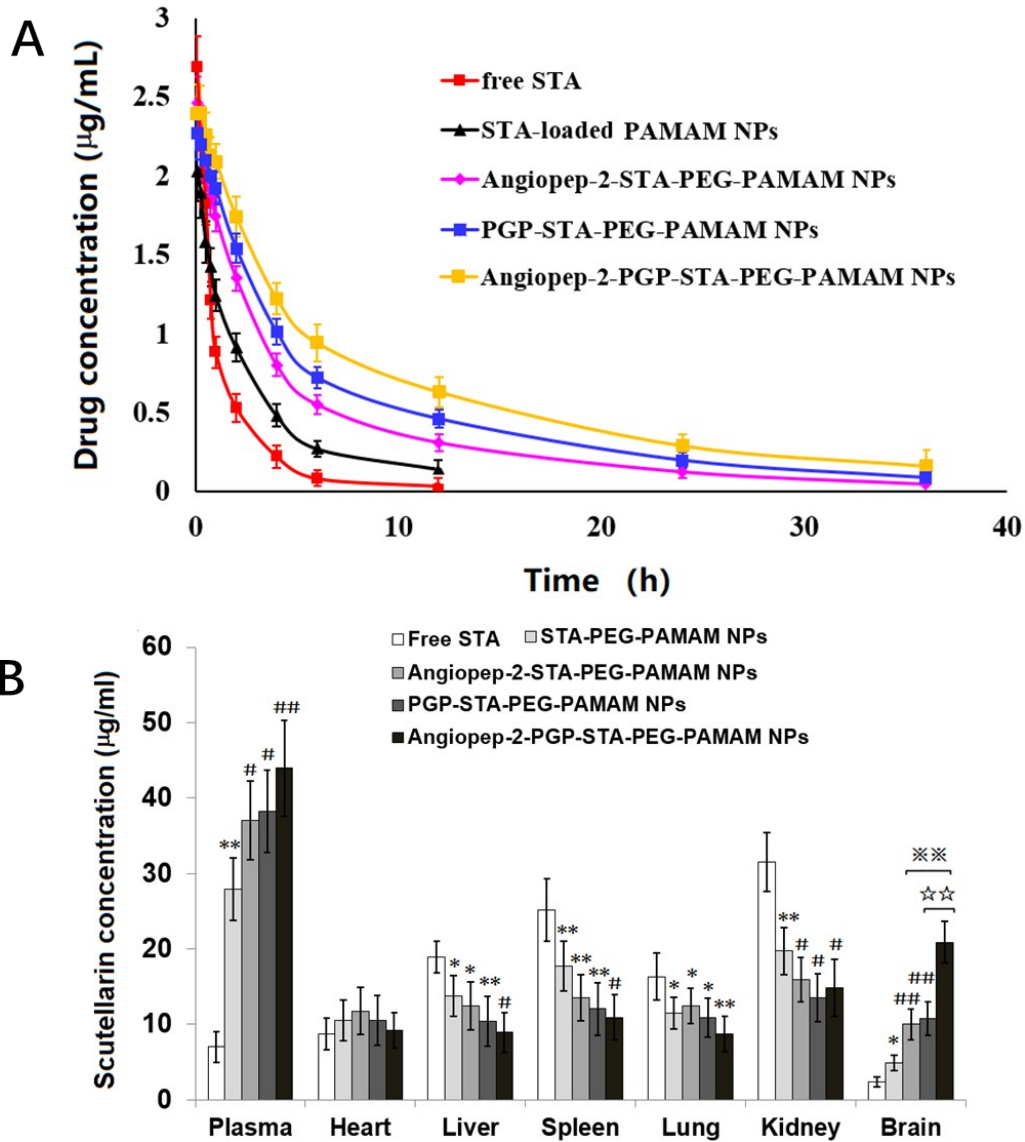 A
Drug concentration (μg/mL)
3
2.5
2
1.5
1
0.5
0
free STA
STA-loaded PAMAM NPs
Angiopep-2-STA-PEG-PAMAM NPs
PGP-STA-PEG-PAMAM NPs
Angiopep-2-PGP-STA-PEG-PAMAM NPs
0 10 20 30 40
Time (h)
B
Scutellarin concentration (μg/ml)
60
50
40
30
20
10
0
Free STA STA-PEG-PAMAM NPs
Angiopep-2-STA-PEG-PAMAM NPs
PGP-STA-PEG-PAMAM NPs
Angiopep-2-PGP-STA-PEG-PAMAM NPs
** # # ##
* * ** #
** ** ** #
* * * **
** # # #
* ## ## ※※ ☆☆
Plasma Heart Liver Spleen Lung Kidney Brain